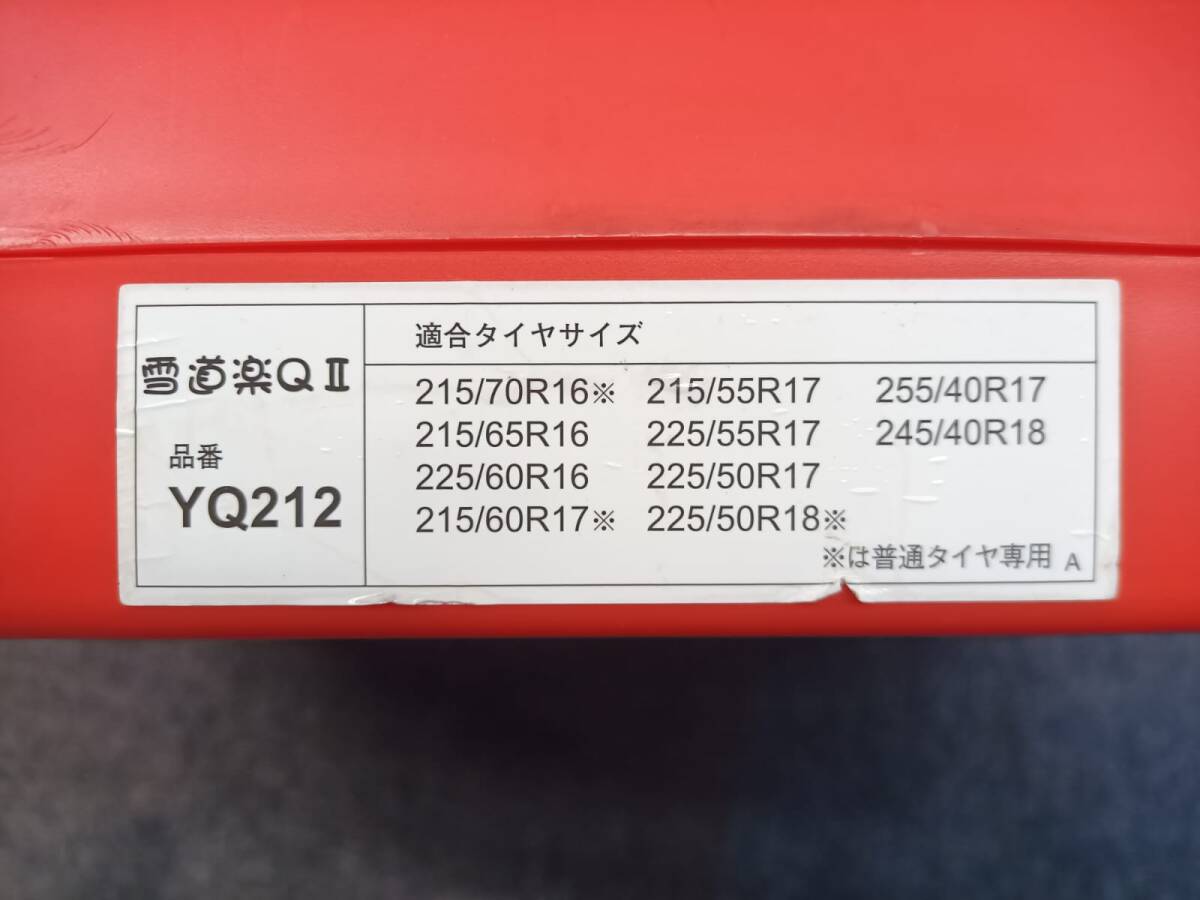 雪道楽QⅡ
品番
YQ212
適合タイヤサイズ
215/70R16※ 215/55R17 255/40R17
215/65R16 225/55R17 245/40R18
225/60R16 225/50R17
215/60R17※ 225/50R18※
※は普通タイヤ専用 A